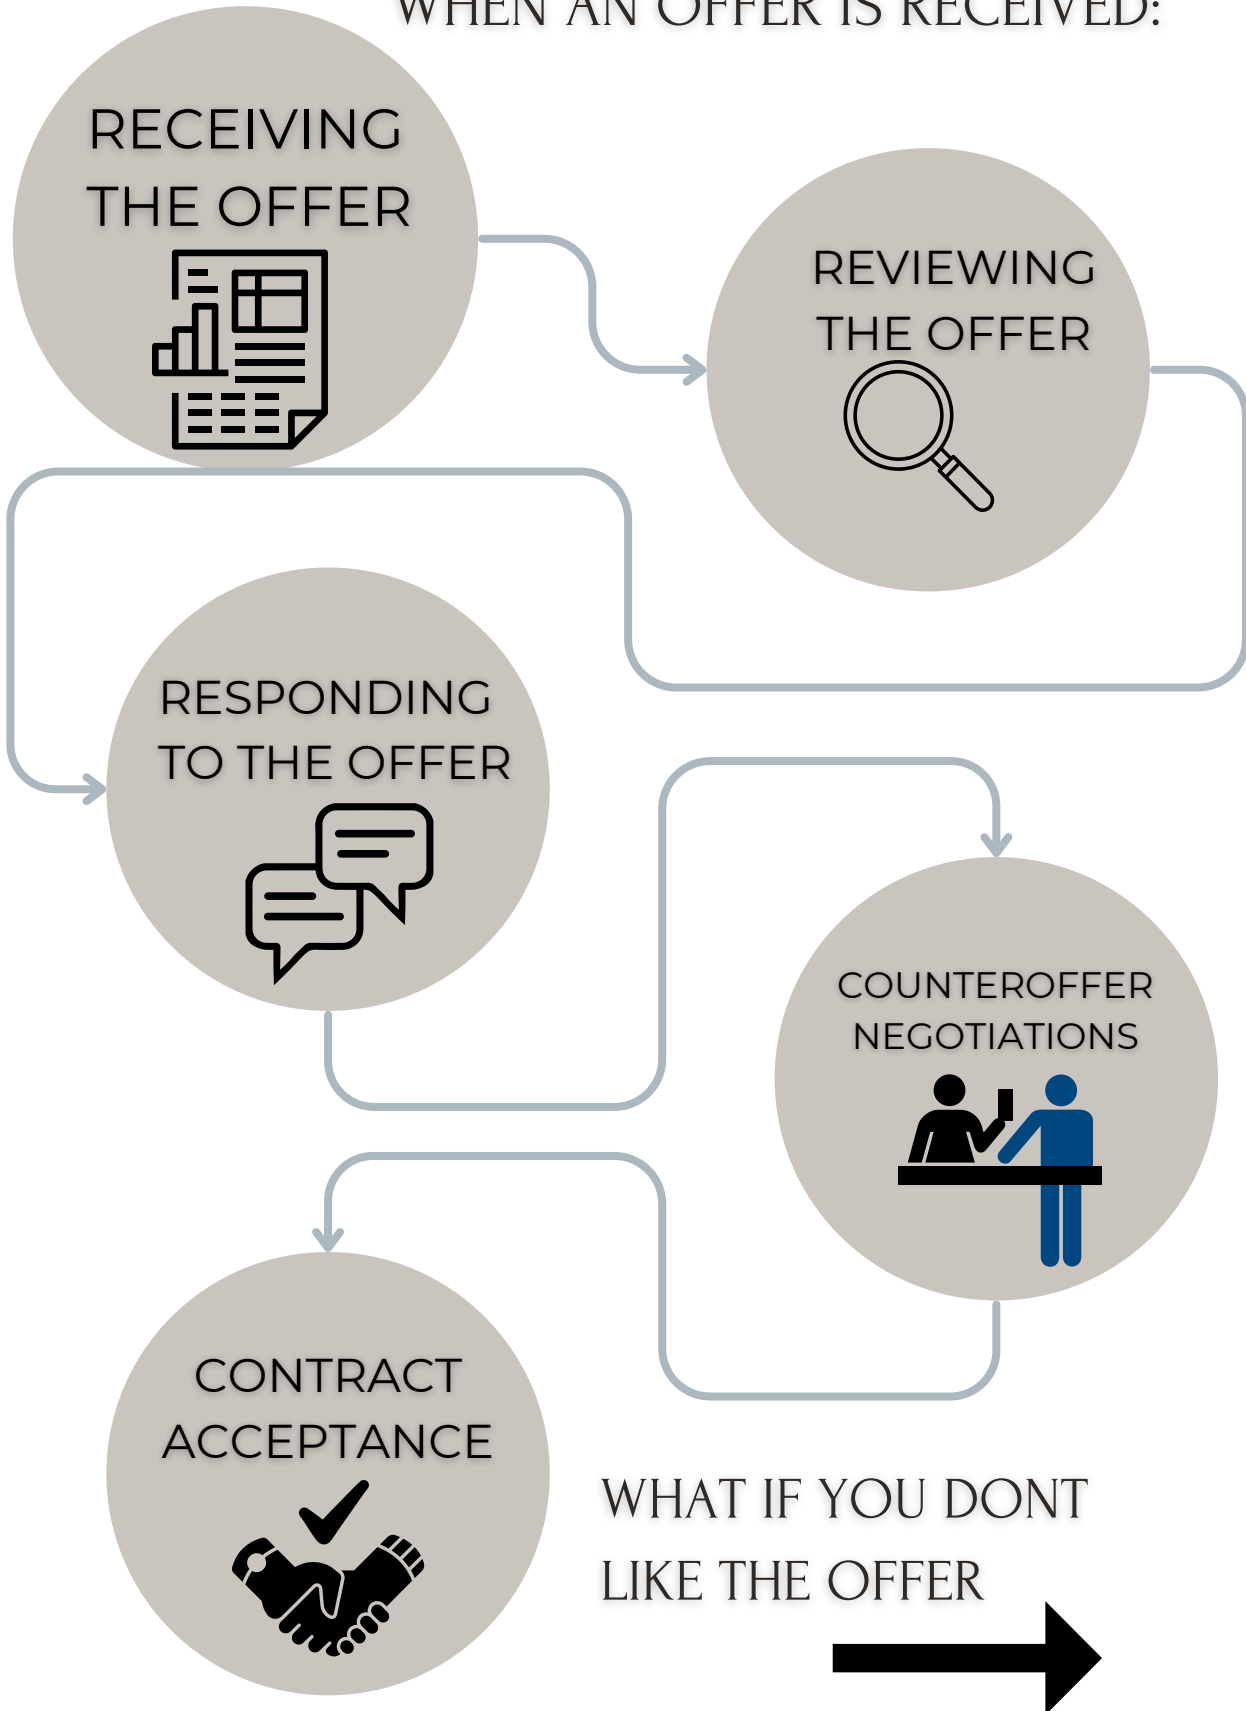 WHEN AN OFFER IS RECEIVED:
RECEIVING
THE OFFER
REVIEWING
THE OFFER
RESPONDING
TO THE OFFER
COUNTEROFFER
NEGOTIATIONS
CONTRACT
ACCEPTANCE
WHAT IF YOU DONT
LIKE THE OFFER